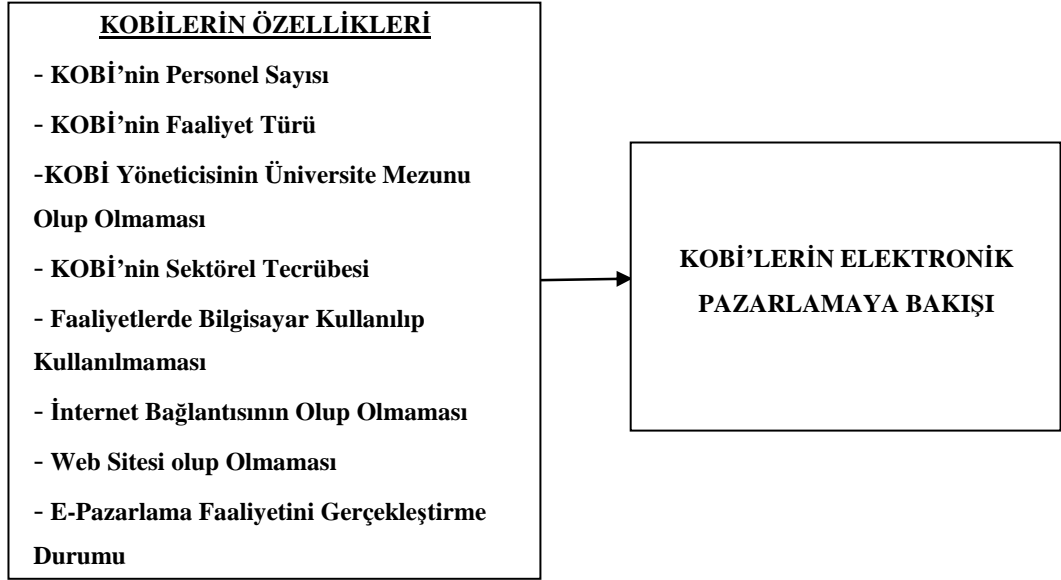 KOBİLERİN ÖZELLİKLERİ
- KOBİ’nin Personel Sayısı
- KOBİ’nin Faaliyet Türü
-KOBİ Yöneticisinin Üniversite Mezunu
Olup Olmaması
- KOBİ’nin Sektörel Tecrübesi
- Faaliyetlerde Bilgisayar Kullanılıp
Kullanılmaması
- İnternet Bağlantısının Olup Olmaması
- Web Sitesi olup Olmaması
- E-Pazarlama Faaliyetini Gerçekleştirme
Durumu
KOBİ’LERİN ELEKTRONİK
PAZARLAMAYA BAKIŞI